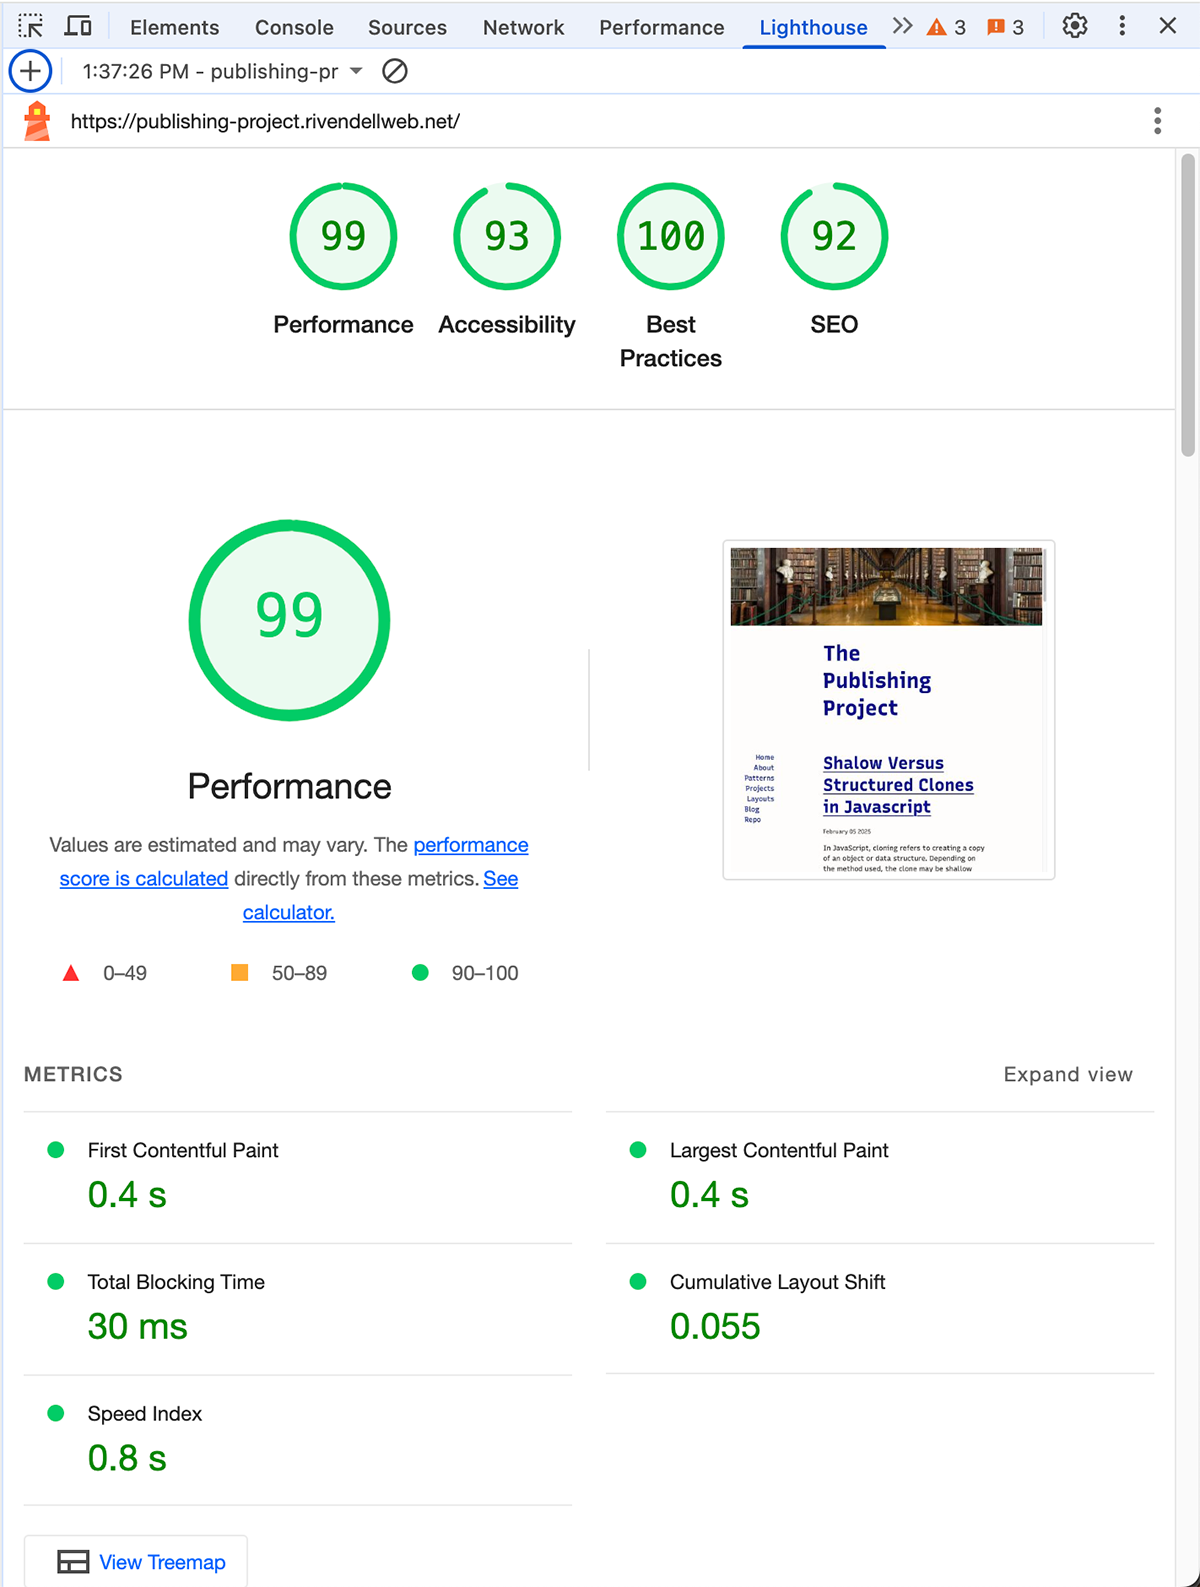 Elements Console Sources Network Performance Lighthouse 3 3
1:37:26 PM - publishing-pr
https://publishing-project.rivendellweb.net/
99 93 100 92
Performance Accessibility Best Practices SEO
99
Performance
Values are estimated and may vary. The performance
score is calculated directly from these metrics. See
calculator.
0–49 50–89 90–100
The
Publishing
Project
Home
About
Patterns
Projects
Layouts
Blog
Repo
Shalow Versus
Structured Clones
in Javascript
February 05 2025
In JavaScript, cloning refers to creating a copy
of an object or data structure. Depending on
the method used, the clone may be shallow
METRICS
Expand view
First Contentful Paint
0.4 s
Largest Contentful Paint
0.4 s
Total Blocking Time
30 ms
Cumulative Layout Shift
0.055
Speed Index
0.8 s
View Treemap